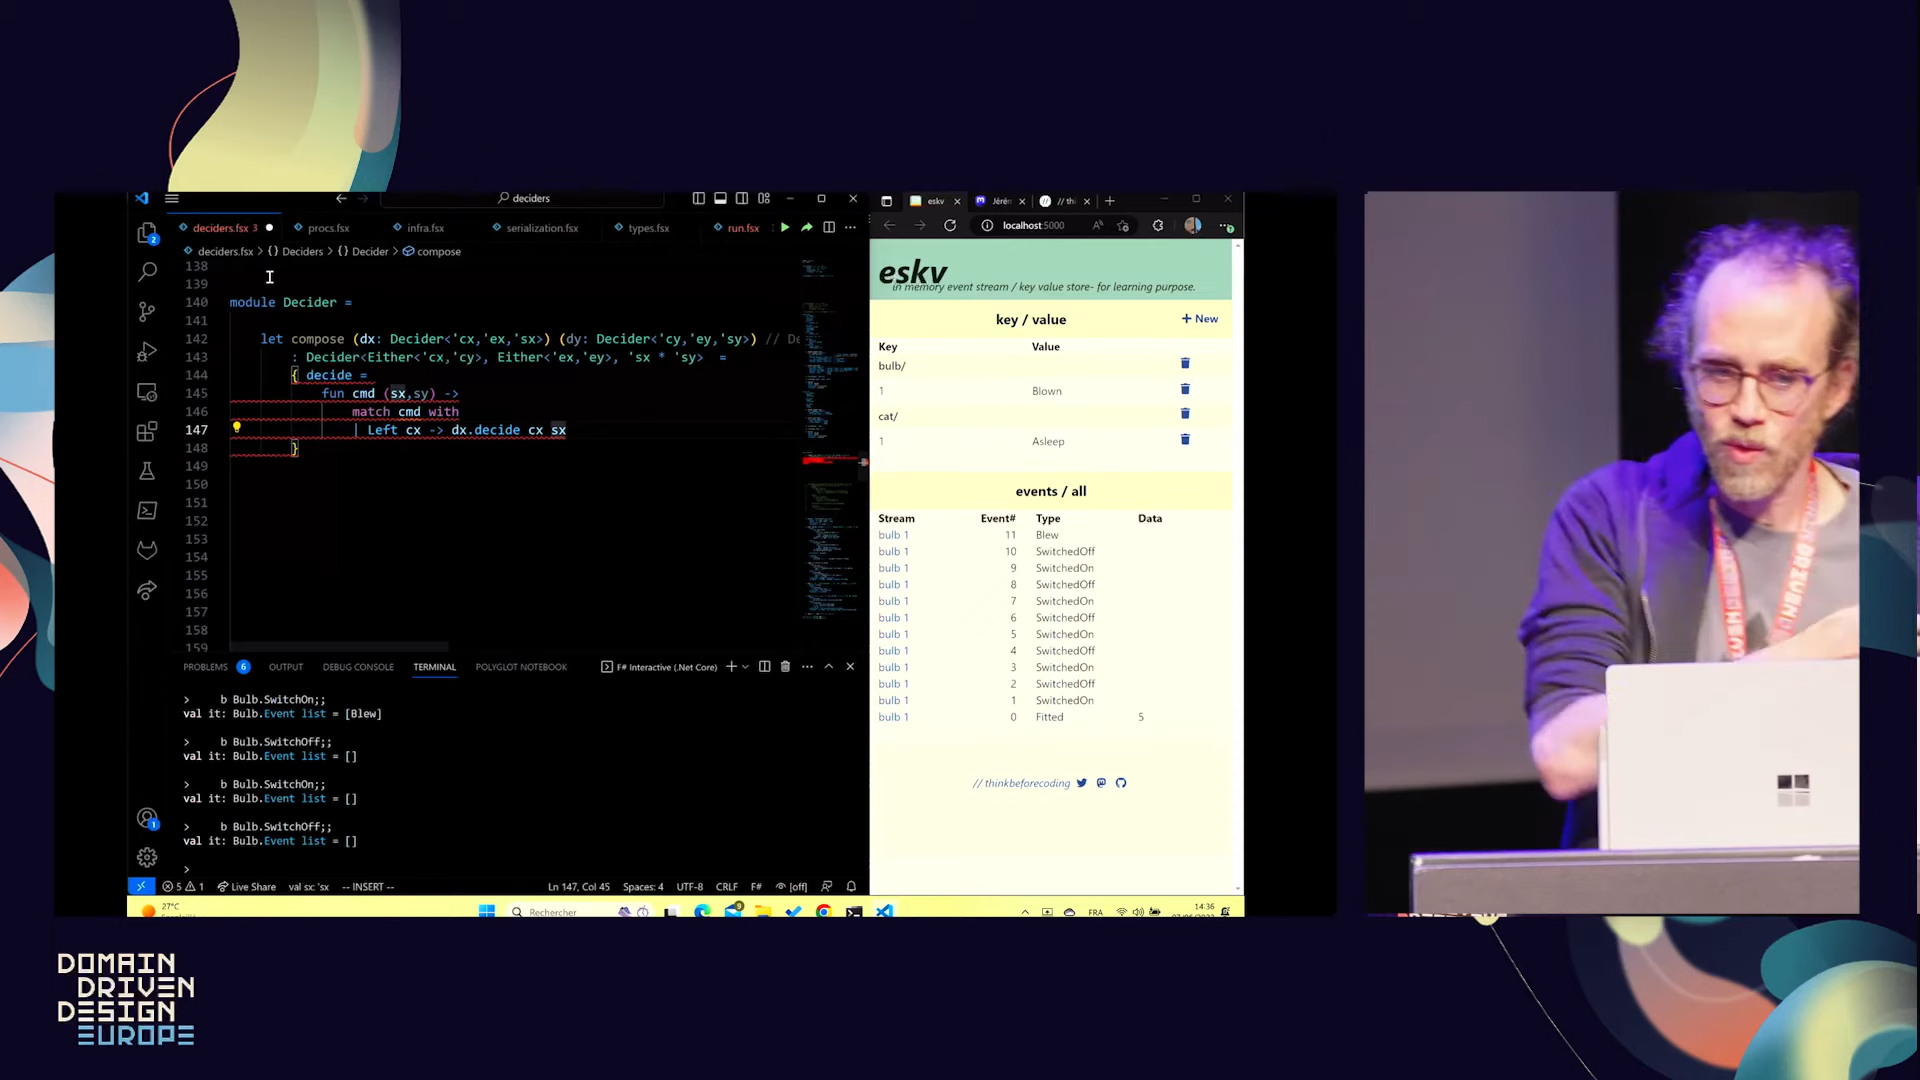 deciders
deciders.fsx 3
procs.fsx
infra.fsx
serialization.fsx
types.fsx
run.fsx
deciders.fsx > {} Deciders > {} Decider > compose
138
139
140 module Decider =
141
142 let compose (dx: Decider<'cx,'ex,'sx>) (dy: Decider<'cy,'ey,'sy>) // De
143 : Decider<Either<'cx,'cy>, Either<'ex,'ey>, 'sx * 'sy> =
144 { decide =
145 fun cmd (sx,sy) ->
146 match cmd with
147 | Left cx -> dx.decide cx sx
148 }
149
150
151
152
153
154
155
156
157
158
159
PROBLEMS 6 OUTPUT DEBUG CONSOLE TERMINAL POLYGLOT NOTEBOOK F# Interactive (.Net Core)
> b Bulb.SwitchOn;;
val it: Bulb.Event list = [Blew]
> b Bulb.SwitchOff;;
val it: Bulb.Event list = []
> b Bulb.SwitchOn;;
val it: Bulb.Event list = []
> b Bulb.SwitchOff;;
val it: Bulb.Event list = []
>
5 1 Live Share val sx: 'sx -- INSERT -- Ln 147, Col 45 Spaces: 4 UTF-8 CRLF F# [off]
eskv
Jérén
// thi
localhost:5000
eskv
in memory event stream / key value store- for learning purpose.
key / value
+ New
Key Value
bulb/
1 Blown
cat/
1 Asleep
events / all
Stream Event# Type Data
bulb 1 11 Blew
bulb 1 10 SwitchedOff
bulb 1 9 SwitchedOn
bulb 1 8 SwitchedOff
bulb 1 7 SwitchedOn
bulb 1 6 SwitchedOff
bulb 1 5 SwitchedOn
bulb 1 4 SwitchedOff
bulb 1 3 SwitchedOn
bulb 1 2 SwitchedOff
bulb 1 1 SwitchedOn
bulb 1 0 Fitted 5
// thinkbeforecoding
27°C
Rechercher
FRA
14:36
DOMAIN
DRIVEN
DESIGN
EUROPE